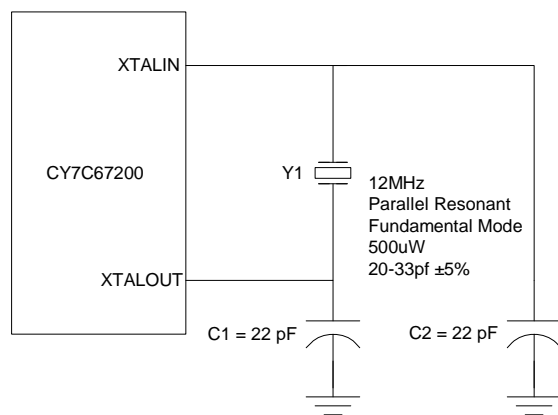 XTALIN
CY7C67200
Y1
12MHz
Parallel Resonant
Fundamental Mode
500uW
20-33pf ±5%
XTALOUT
C1 = 22 pF
C2 = 22 pF